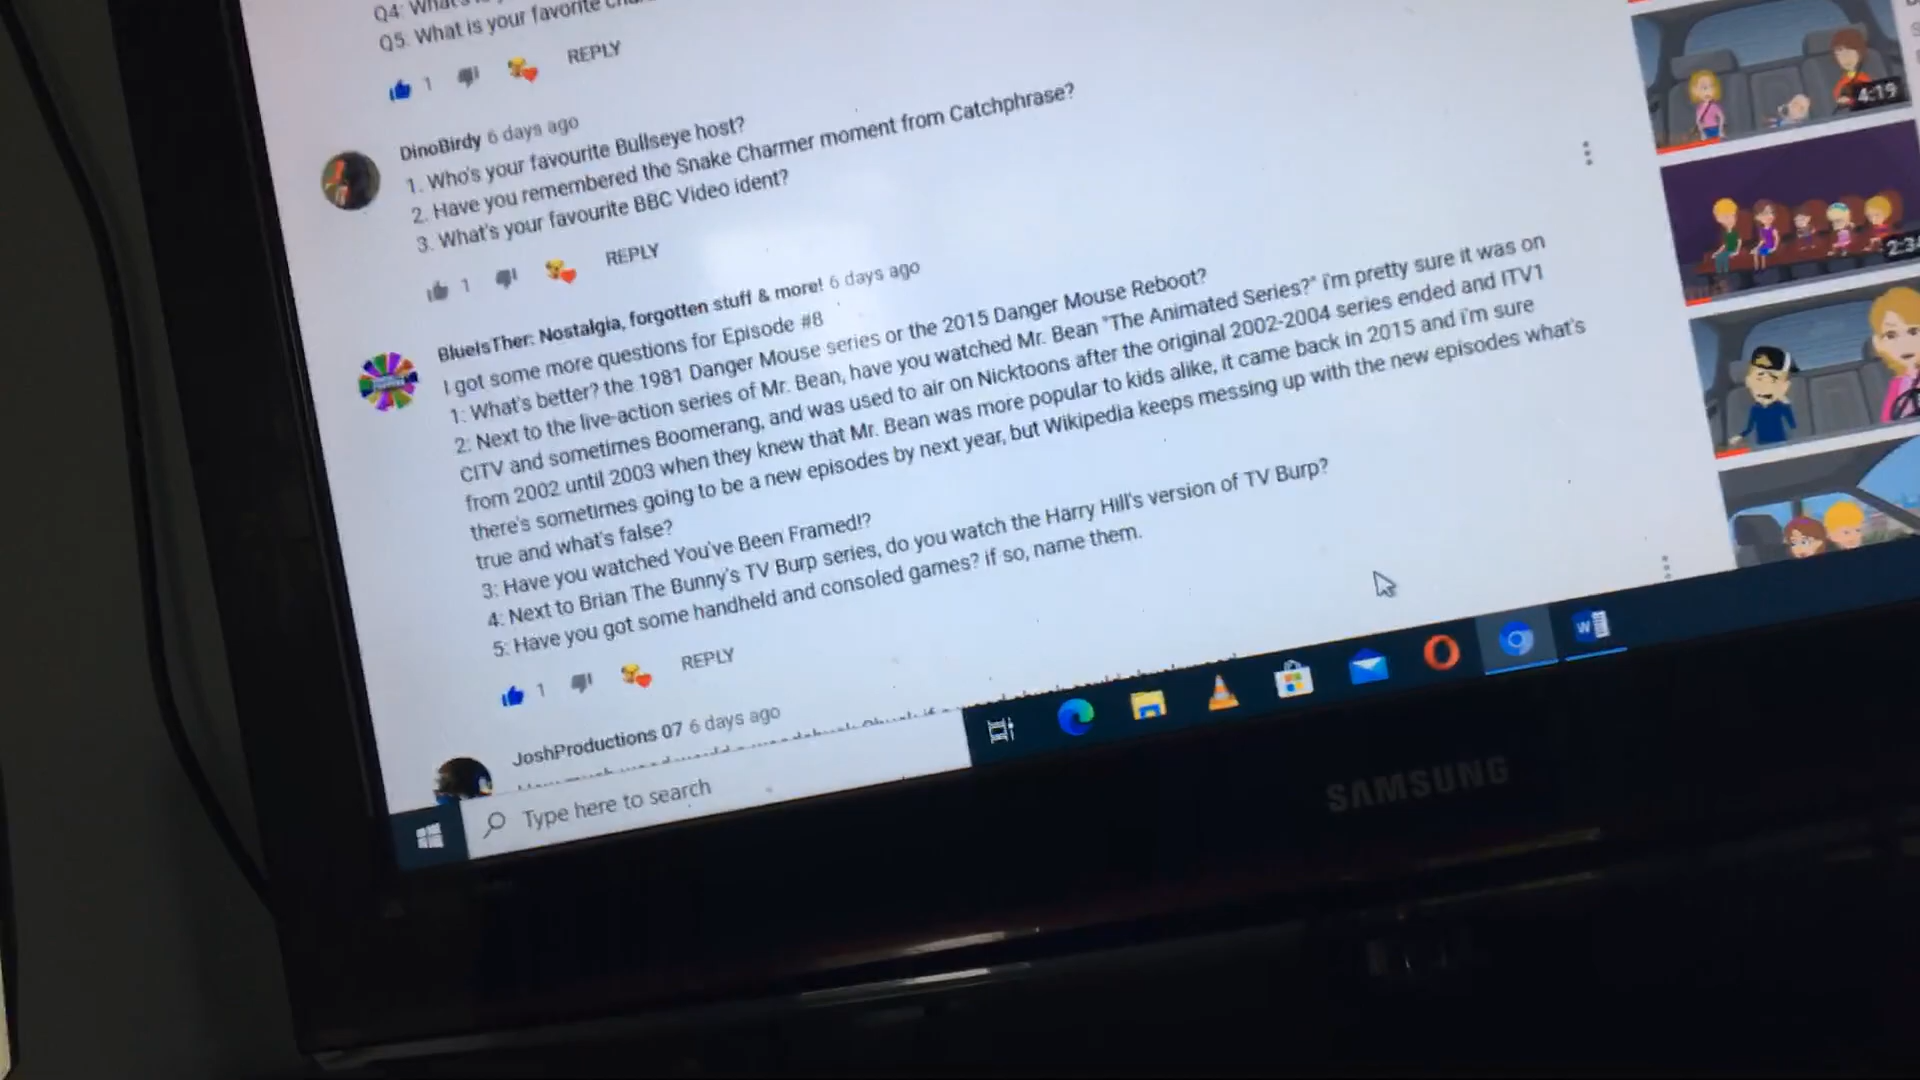 Q4: What's
Q5. What is your favorite
1
REPLY
DinoBirdy 6 days ago
1. Who's your favourite Bullseye host?
2. Have you remembered the Snake Charmer moment from Catchphrase?
3. What's your favourite BBC Video ident?
1
REPLY
BlueIsTher: Nostalgia, forgotten stuff & more! 6 days ago
I got some more questions for Episode #8
1: What's better? the 1981 Danger Mouse series or the 2015 Danger Mouse Reboot?
2: Next to the live-action series of Mr. Bean, have you watched Mr. Bean "The Animated Series?" i'm pretty sure it was on
CITV and sometimes Boomerang, and was used to air on Nicktoons after the original 2002-2004 series ended and ITV1
from 2002 until 2003 when they knew that Mr. Bean was more popular to kids alike, it came back in 2015 and i'm sure
there's sometimes going to be a new episodes by next year, but Wikipedia keeps messing up with the new episodes what's
true and what's false?
3: Have you watched You've Been Framed!?
4: Next to Brian The Bunny's TV Burp series, do you watch the Harry Hill's version of TV Burp?
5: Have you got some handheld and consoled games? if so, name them.
1
REPLY
JoshProductions 07 6 days ago
Type here to search
4:19
2:3
W
SAMSUNG